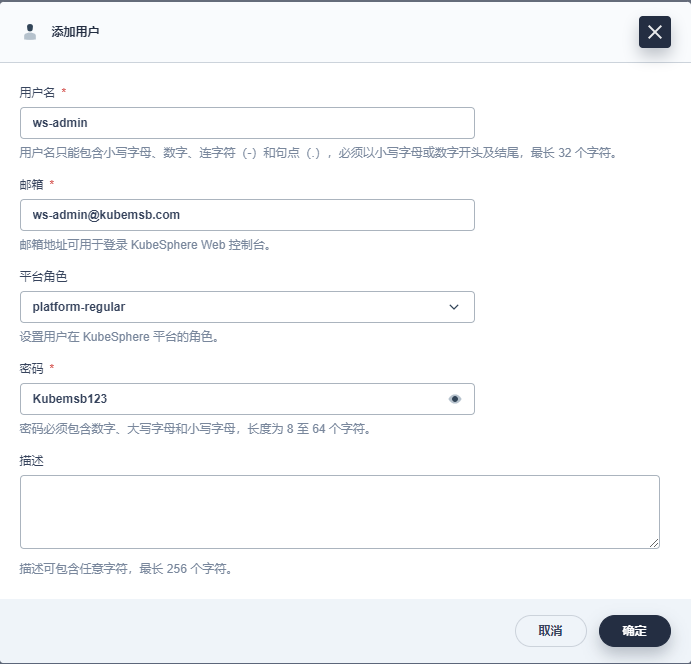 添加用户
用户名 *
ws-admin
用户名只能包含小写字母、数字、连字符（-）和句点（.），必须以小写字母或数字开头及结尾，最长 32 个字符。
邮箱 *
ws-admin@kubemsb.com
邮箱地址可用于登录 KubeSphere Web 控制台。
平台角色
platform-regular
设置用户在 KubeSphere 平台的角色。
密码 *
Kubemsb123
密码必须包含数字、大写字母和小写字母，长度为 8 至 64 个字符。
描述
描述可包含任意字符，最长 256 个字符。
取消
确定